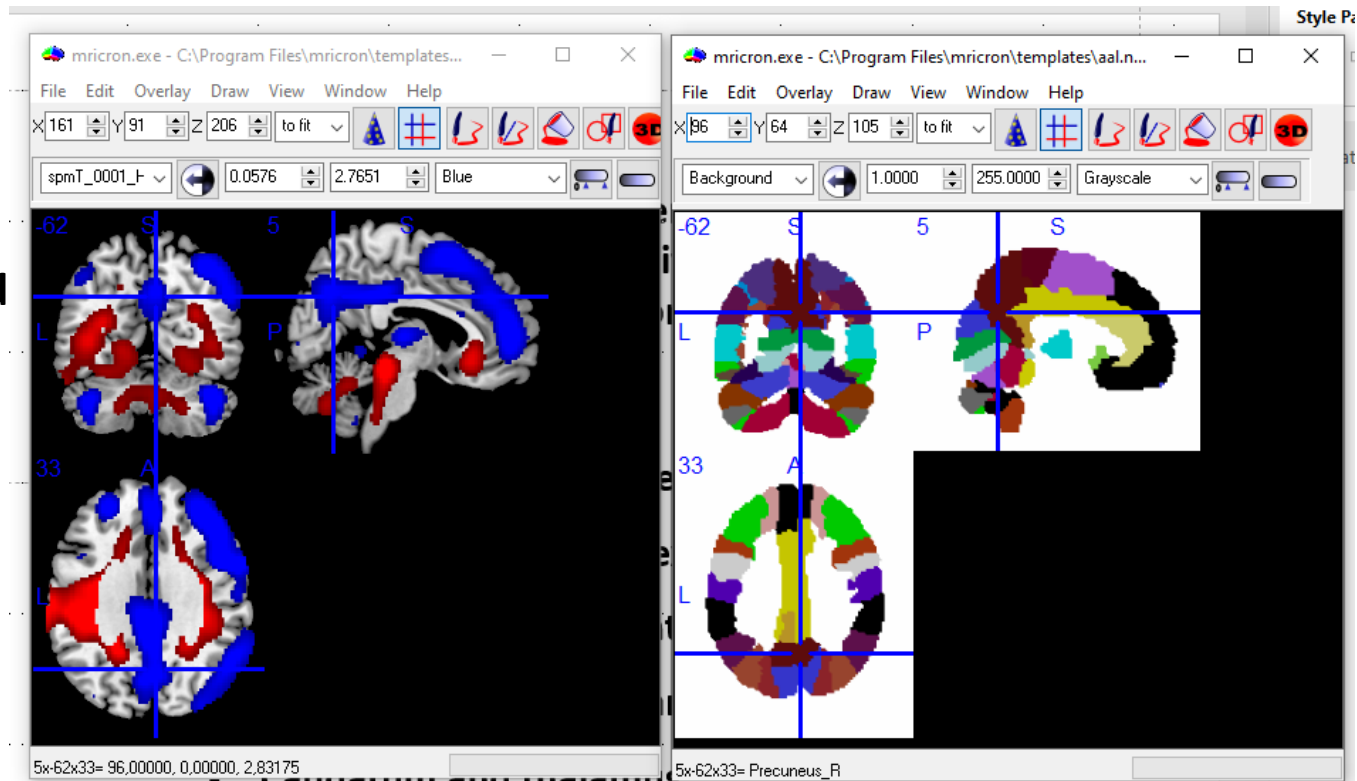 Style Pa
mricron.exe - C:\Program Files\mricron\templates...
File Edit Overlay Draw View Window Help
X 161 Y 91 Z 206 to fit 3D
spmT_0001_H 0.0576 2.7651 Blue
-62 S 5 S
L P
33 A
L
5x-62x33= 96,00000, 0,00000, 2,83175
mricron.exe - C:\Program Files\mricron\templates\aal.n...
File Edit Overlay Draw View Window Help
X 96 Y 64 Z 105 to fit 3D
Background 1.0000 255.0000 Grayscale
-62 S 5 S
L P
33 A
L
5x-62x33= Precuneus_R